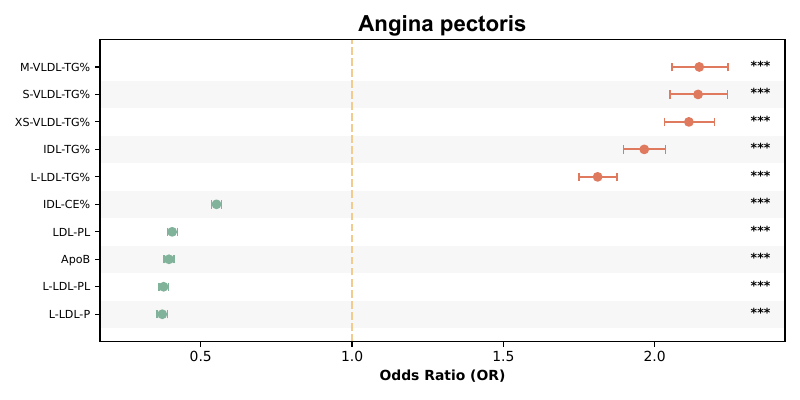 Angina pectoris
M-VLDL-TG% ***
S-VLDL-TG% ***
XS-VLDL-TG% ***
IDL-TG% ***
L-LDL-TG% ***
IDL-CE% ***
LDL-PL ***
ApoB ***
L-LDL-PL ***
L-LDL-P ***
0.5 1.0 1.5 2.0
Odds Ratio (OR)